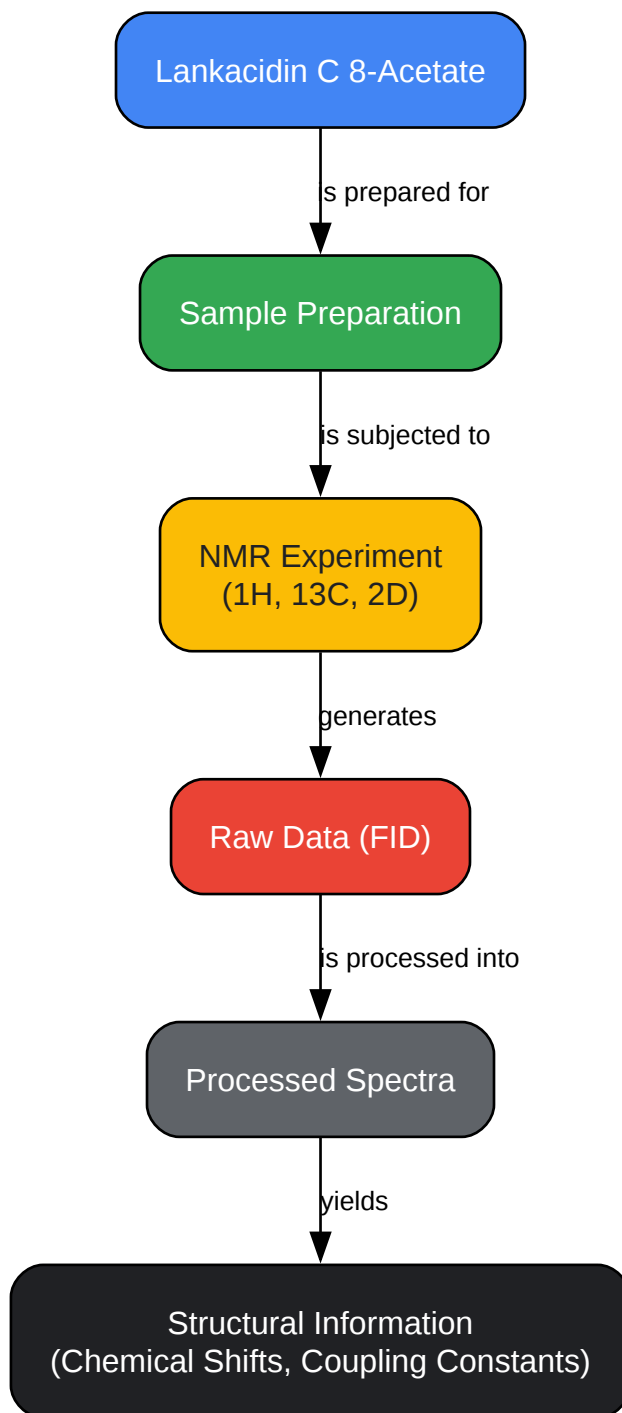 Lankacidin C 8-Acetate
is prepared for
Sample Preparation
is subjected to
NMR Experiment
(1H, 13C, 2D)
generates
Raw Data (FID)
is processed into
Processed Spectra
yields
Structural Information
(Chemical Shifts, Coupling Constants)